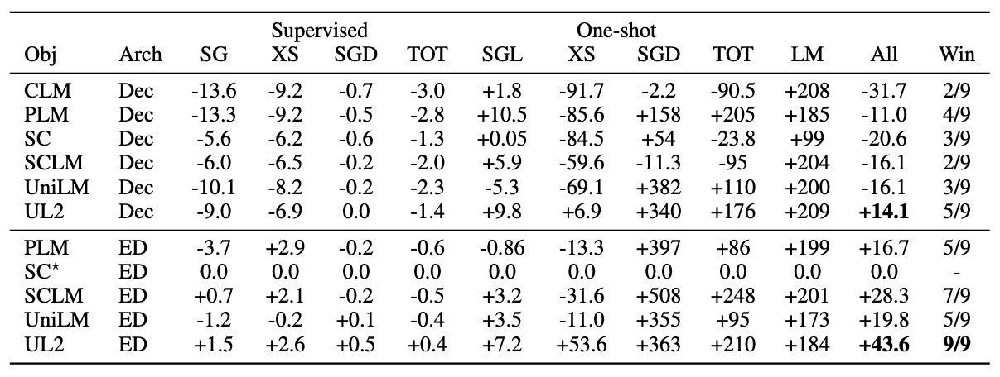 Supervised One-shot
Obj Arch SG XS SGD TOT SGL XS SGD TOT LM All Win
CLM Dec -13.6 -9.2 -0.7 -3.0 +1.8 -91.7 -2.2 -90.5 +208 -31.7 2/9
PLM Dec -13.3 -9.2 -0.5 -2.8 +10.5 -85.6 +158 +205 +185 -11.0 4/9
SC Dec -5.6 -6.2 -0.6 -1.3 +0.05 -84.5 +54 -23.8 +99 -20.6 3/9
SCLM Dec -6.0 -6.5 -0.2 -2.0 +5.9 -59.6 -11.3 -95 +204 -16.1 2/9
UniLM Dec -10.1 -8.2 -0.2 -2.3 -5.3 -69.1 +382 +110 +200 -16.1 3/9
UL2 Dec -9.0 -6.9 0.0 -1.4 +9.8 +6.9 +340 +176 +209 +14.1 5/9
PLM ED -3.7 +2.9 -0.2 -0.6 -0.86 -13.3 +397 +86 +199 +16.7 5/9
SC* ED 0.0 0.0 0.0 0.0 0.0 0.0 0.0 0.0 0.0 0.0 -
SCLM ED +0.7 +2.1 -0.2 -0.5 +3.2 -31.6 +508 +248 +201 +28.3 7/9
UniLM ED -1.2 -0.2 +0.1 -0.4 +3.5 -11.0 +355 +95 +173 +19.8 5/9
UL2 ED +1.5 +2.6 +0.5 +0.4 +7.2 +53.6 +363 +210 +184 +43.6 9/9